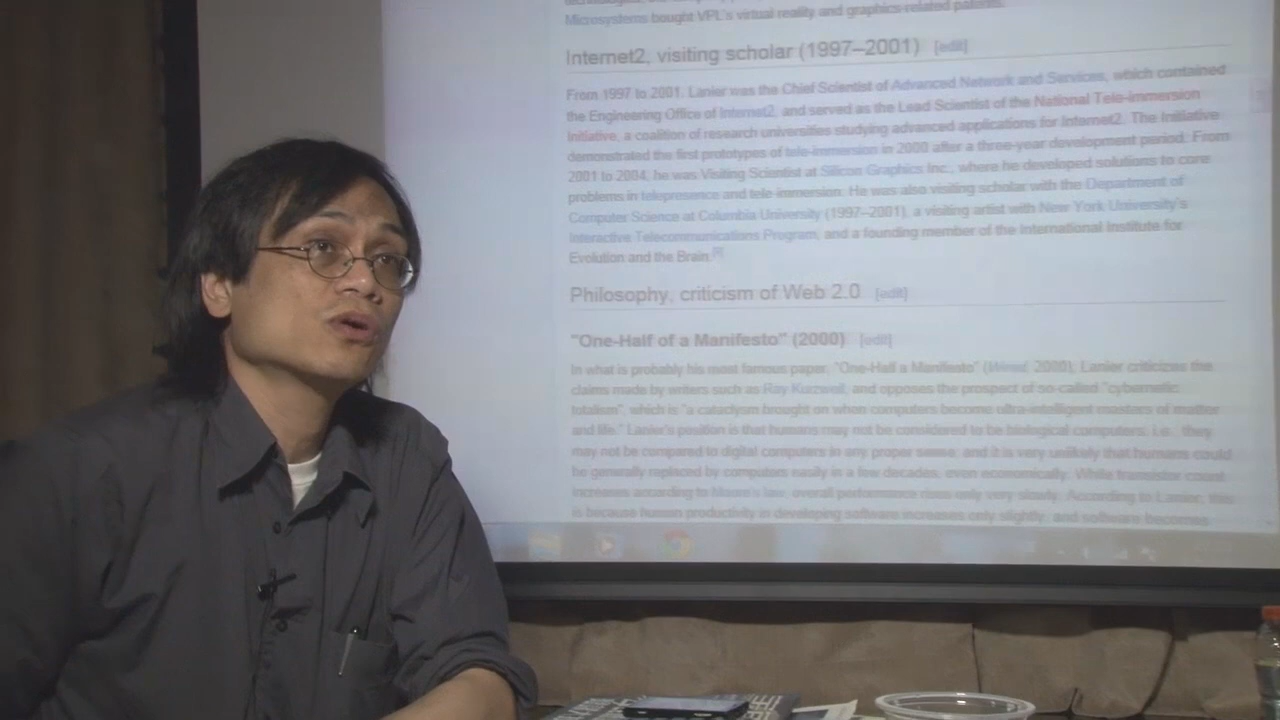 Microsystems bought VPL's virtual reality and graphics-related patents.
Internet2, visiting scholar (1997–2001) [edit]
From 1997 to 2001, Lanier was the Chief Scientist of Advanced Network and Services, which contained
the Engineering Office of Internet2, and served as the Lead Scientist of the National Tele-immersion
Initiative, a coalition of research universities studying advanced applications for Internet2. The Initiative
demonstrated the first prototypes of tele-immersion in 2000 after a three-year development period. From
2001 to 2004, he was Visiting Scientist at Silicon Graphics Inc., where he developed solutions to core
problems in telepresence and tele-immersion. He was also visiting scholar with the Department of
Computer Science at Columbia University (1997–2001), a visiting artist with New York University's
Interactive Telecommunications Program, and a founding member of the International Institute for
Evolution and the Brain.
Philosophy, criticism of Web 2.0 [edit]
"One-Half of a Manifesto" (2000) [edit]
In what is probably his most famous paper, "One-Half a Manifesto" (Wired, 2000), Lanier criticizes the
claims made by writers such as Ray Kurzweil, and opposes the prospect of so-called "cybernetic
totalism", which is "a cataclysm brought on when computers become ultra-intelligent masters of matter
and life." Lanier's position is that humans may not be considered to be biological computers, i.e., they
may not be compared to digital computers in any proper sense, and it is very unlikely that humans could
be generally replaced by computers easily in a few decades, even economically. While transistor count
increases according to Moore's law, overall performance rises only very slowly. According to Lanier, this
is because human productivity in developing software increases only slightly, and software becomes